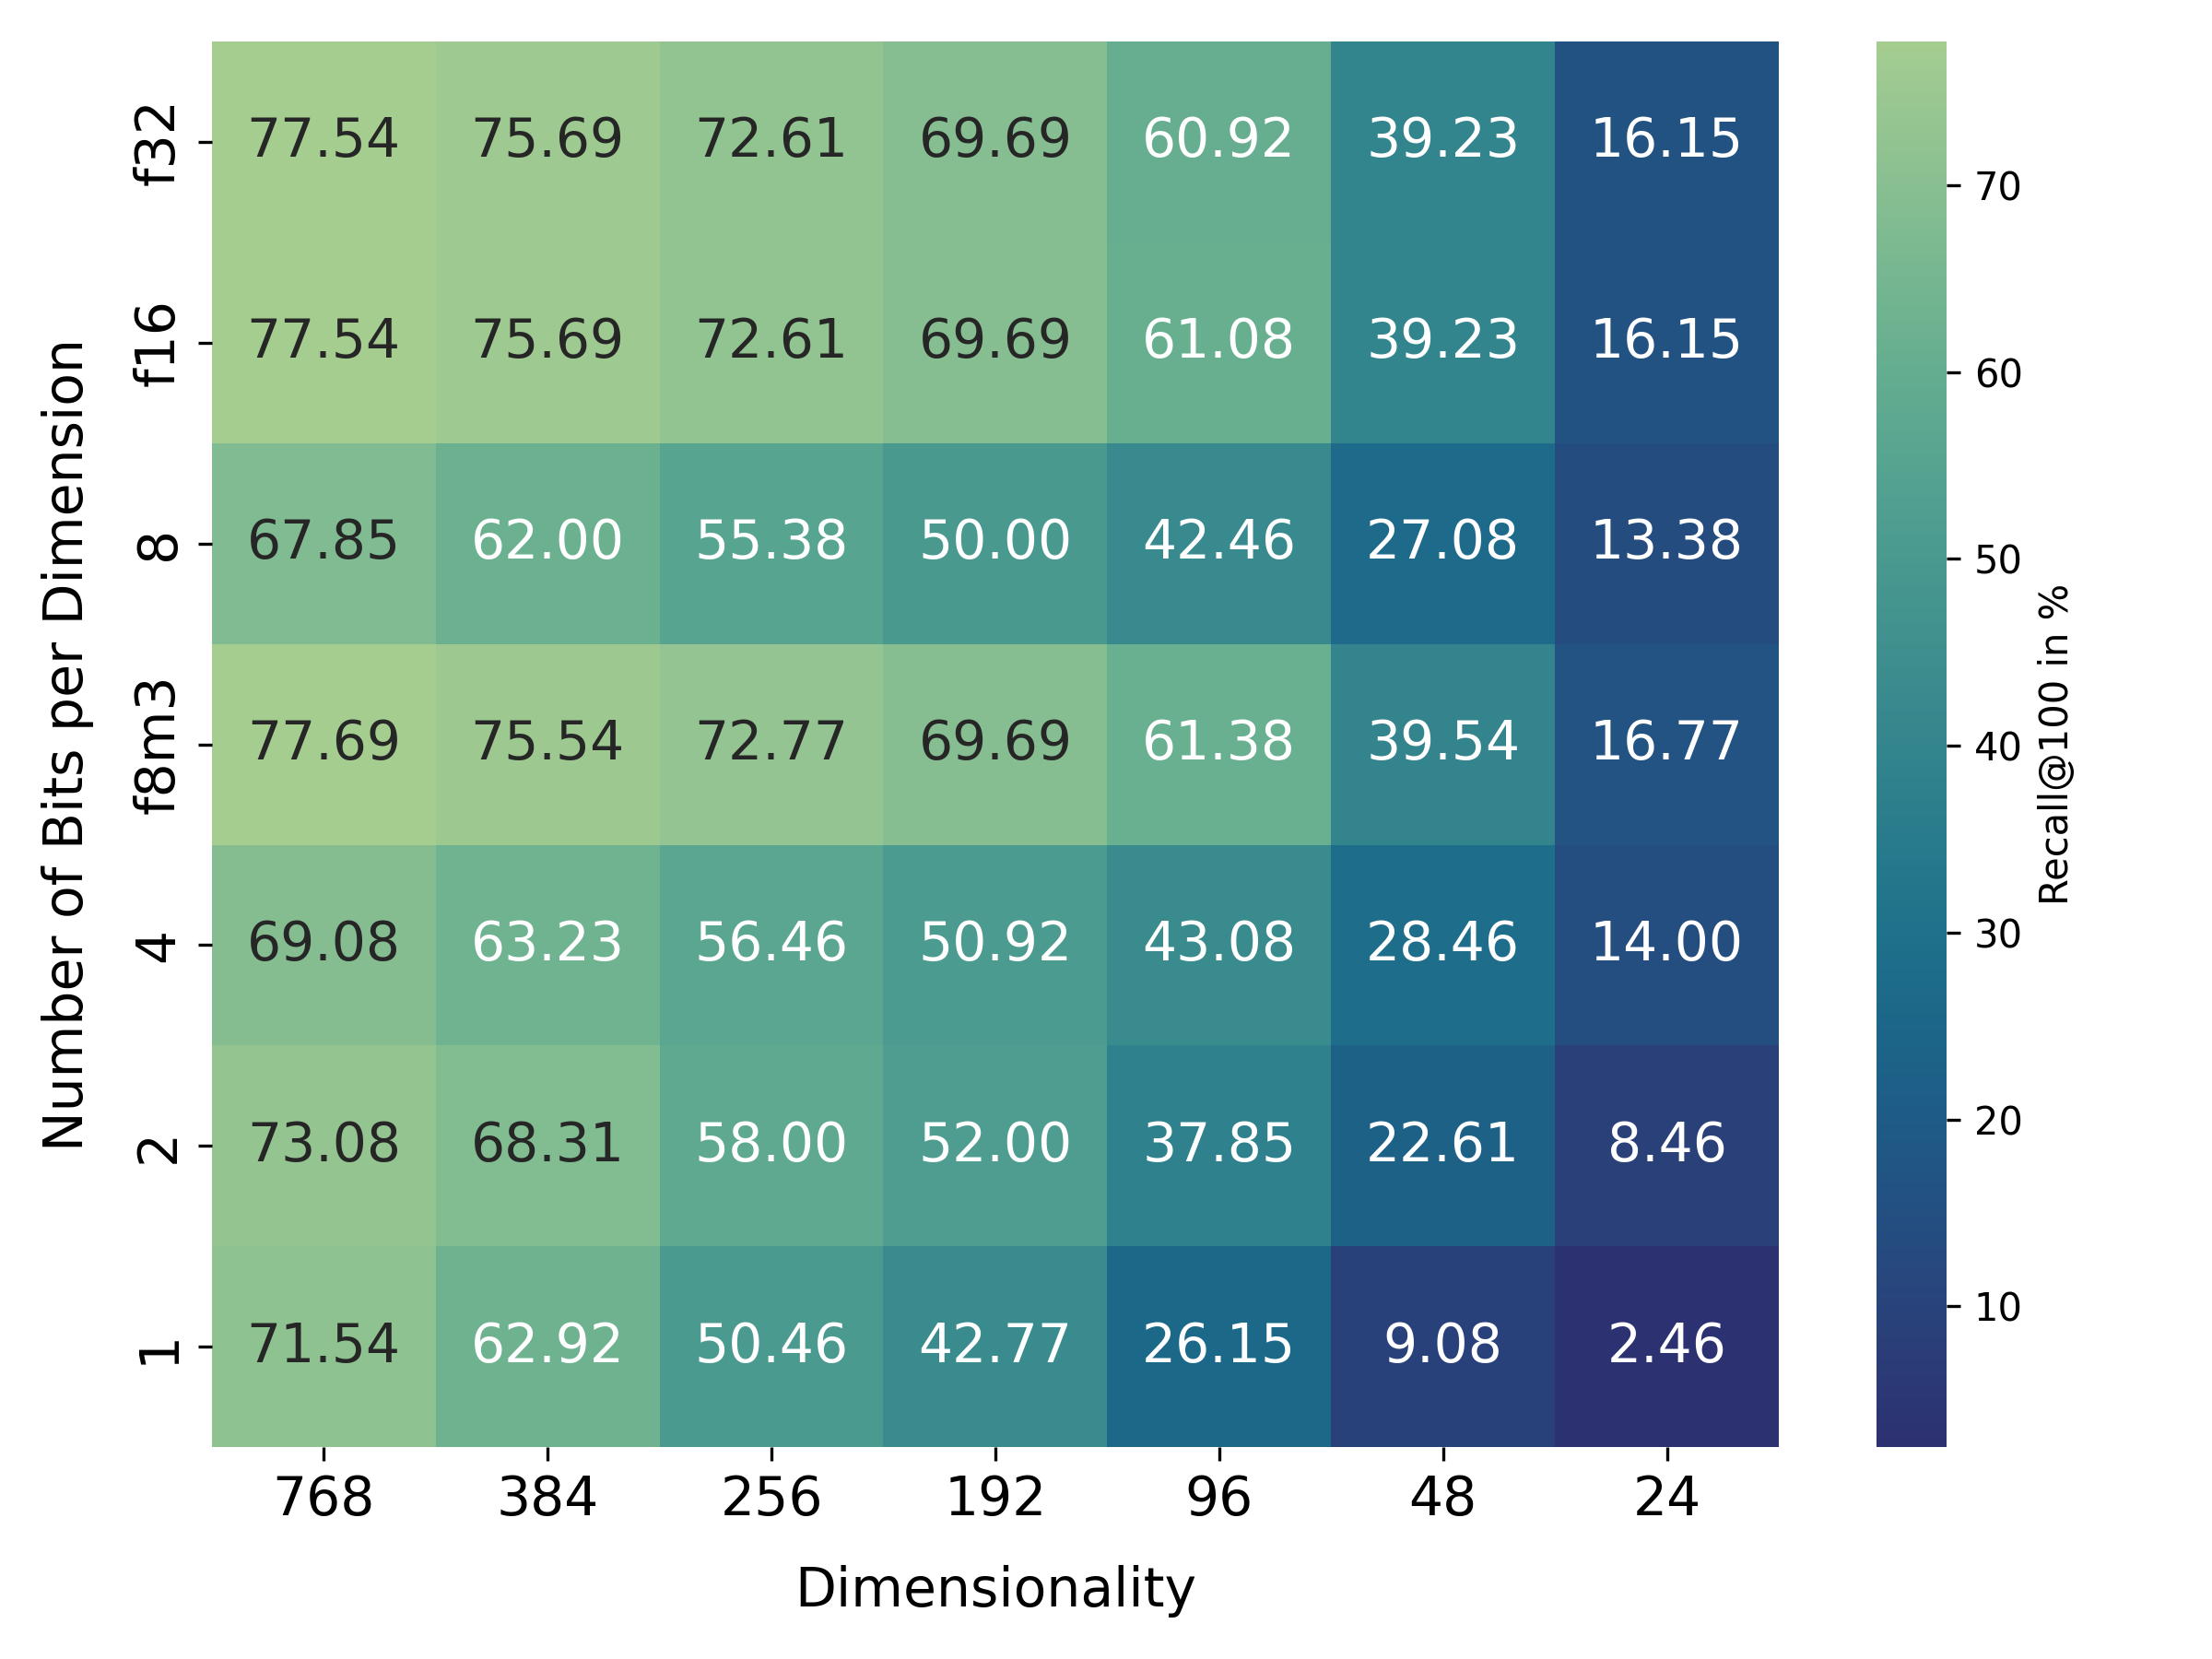 Number of Bits per Dimension
f32 77.54 75.69 72.61 69.69 60.92 39.23 16.15
f16 77.54 75.69 72.61 69.69 61.08 39.23 16.15
8 67.85 62.00 55.38 50.00 42.46 27.08 13.38
f8m3 77.69 75.54 72.77 69.69 61.38 39.54 16.77
4 69.08 63.23 56.46 50.92 43.08 28.46 14.00
2 73.08 68.31 58.00 52.00 37.85 22.61 8.46
1 71.54 62.92 50.46 42.77 26.15 9.08 2.46
768 384 256 192 96 48 24
Dimensionality
70
60
50
40
30
20
10
Recall@100 in %